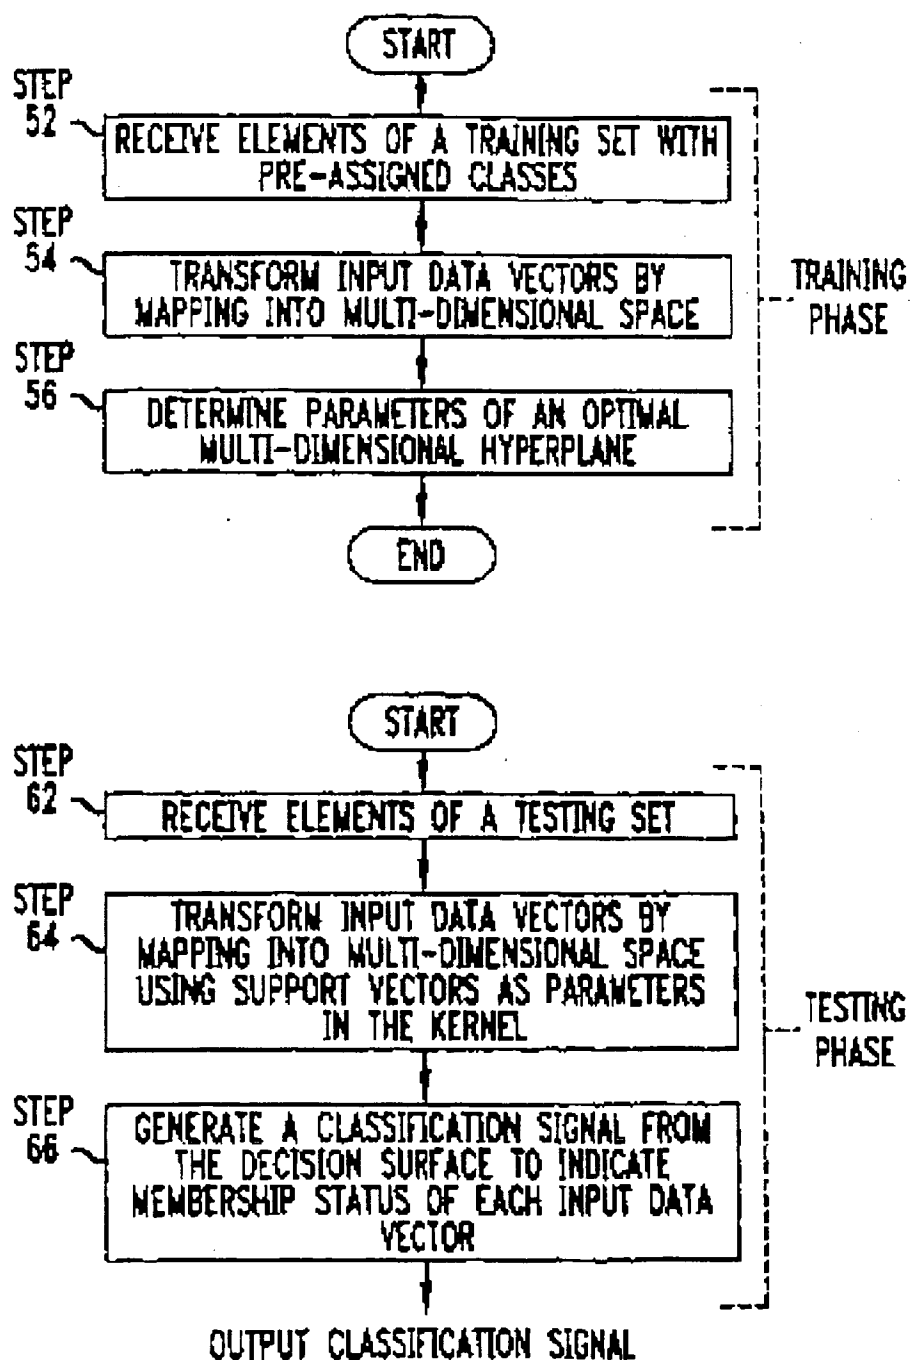 START
STEP
52
RECEIVE ELEMENTS OF A TRAINING SET WITH
PRE-ASSIGNED CLASSES
STEP
54
TRANSFORM INPUT DATA VECTORS BY
MAPPING INTO MULTI-DIMENSIONAL SPACE
TRAINING
PHASE
STEP
56
DETERMINE PARAMETERS OF AN OPTIMAL
MULTI-DIMENSIONAL HYPERPLANE
END
START
STEP
62
RECEIVE ELEMENTS OF A TESTING SET
STEP
64
TRANSFORM INPUT DATA VECTORS BY
MAPPING INTO MULTI-DIMENSIONAL SPACE
USING SUPPORT VECTORS AS PARAMETERS
IN THE KERNEL
TESTING
PHASE
STEP
66
GENERATE A CLASSIFICATION SIGNAL FROM
THE DECISION SURFACE TO INDICATE
MEMBERSHIP STATUS OF EACH INPUT DATA
VECTOR
OUTPUT CLASSIFICATION SIGNAL